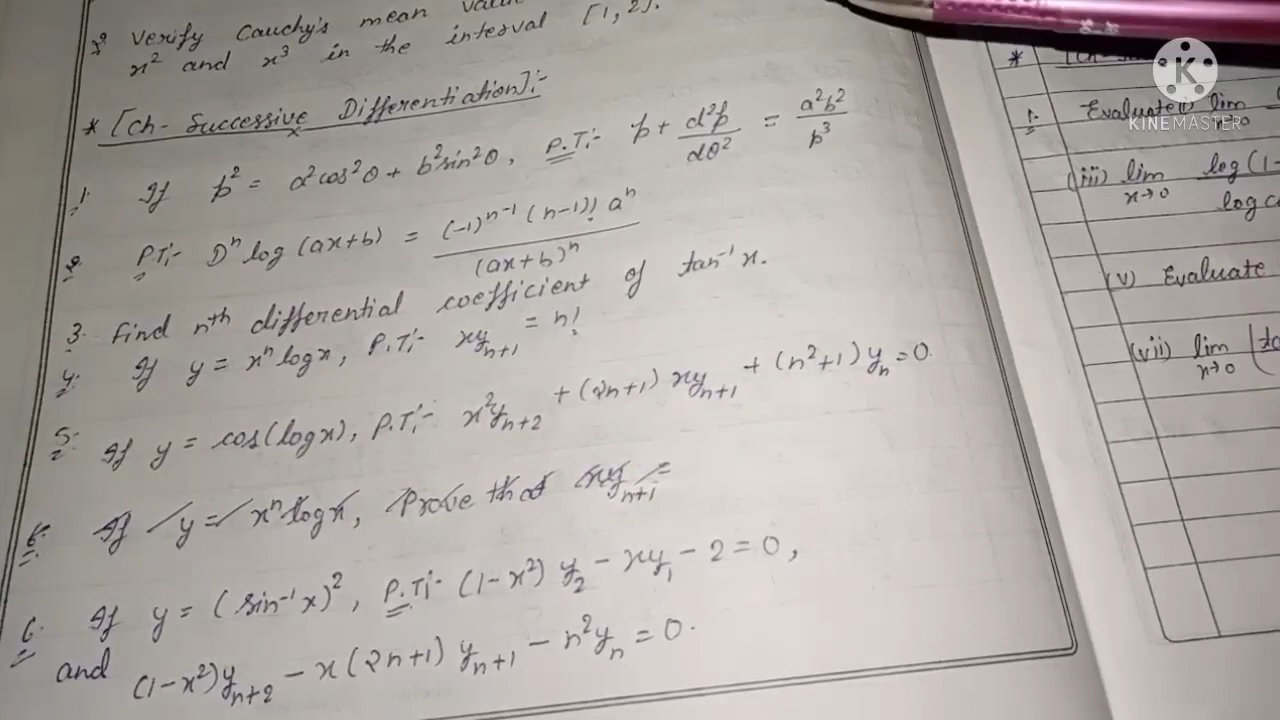 2. Verify Cauchy's mean
x² and x³ in the interval [1, 2].
* [Ch- Successive Differentiation]:-
1. If p² = a²cos²θ + b²sin²θ, P.T:- p + d²p/dθ² = a²b²/p³
2. P.T:- Dⁿ log (ax+b) = (-1)ⁿ⁻¹ (n-1)! aⁿ / (ax+b)ⁿ
3. Find nth differential coefficient of tan⁻¹x.
4. If y = xⁿ log x, P.T:- xyₙ₊₁ = n!
5. If y = cos(log x), P.T:- x²yₙ₊₂ + (2n+1) xyₙ₊₁ + (n²+1) yₙ = 0.
If y = xⁿ log x, Prove that xyₙ₊₁ =
6. If y = (sin⁻¹x)², P.T:- (1-x²) y₂ - xy₁ - 2 = 0,
and (1-x²)yₙ₊₂ - x(2n+1) yₙ₊₁ - n²yₙ = 0.
*
1. Evaluate (i) lim x→0
(iii) lim x→0 log(1- / log c
(v) Evaluate
(vii) lim x→0
K
KINEMASTER